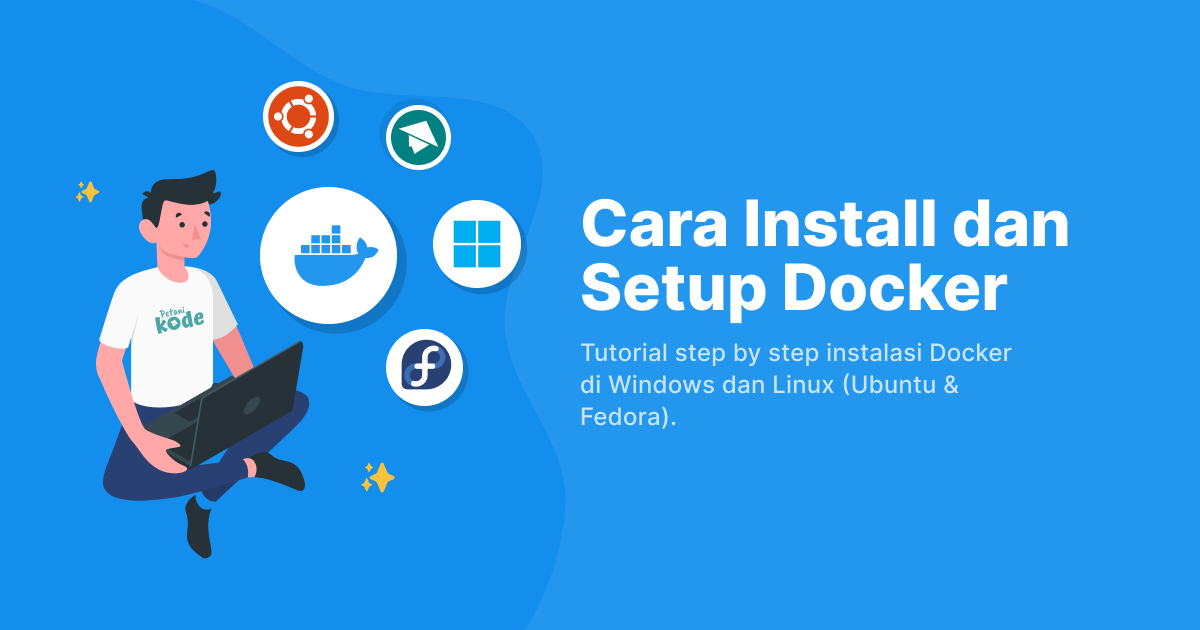 Petani
kode
Cara Install dan
Setup Docker
Tutorial step by step instalasi Docker
di Windows dan Linux (Ubuntu &
Fedora).